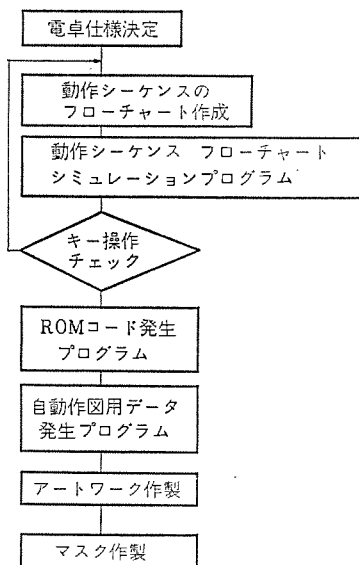 電卓仕様決定
動作シーケンスの
フローチャート作成
動作シーケンス フローチャート
シミュレーションプログラム
キー操作
チェック
ROMコード発生
プログラム
自動作図用データ
発生プログラム
アートワーク作製
マスク作製